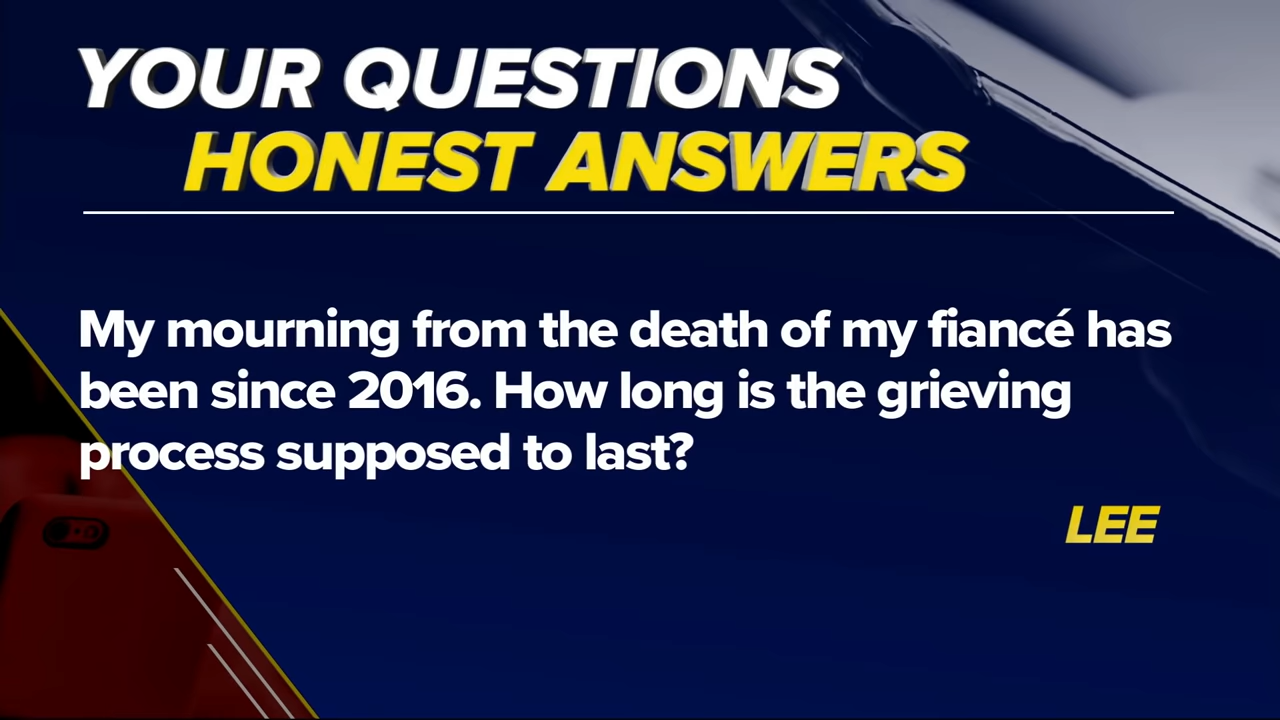 YOUR QUESTIONS
HONEST ANSWERS
My mourning from the death of my fiancé has
been since 2016. How long is the grieving
process supposed to last?
LEE